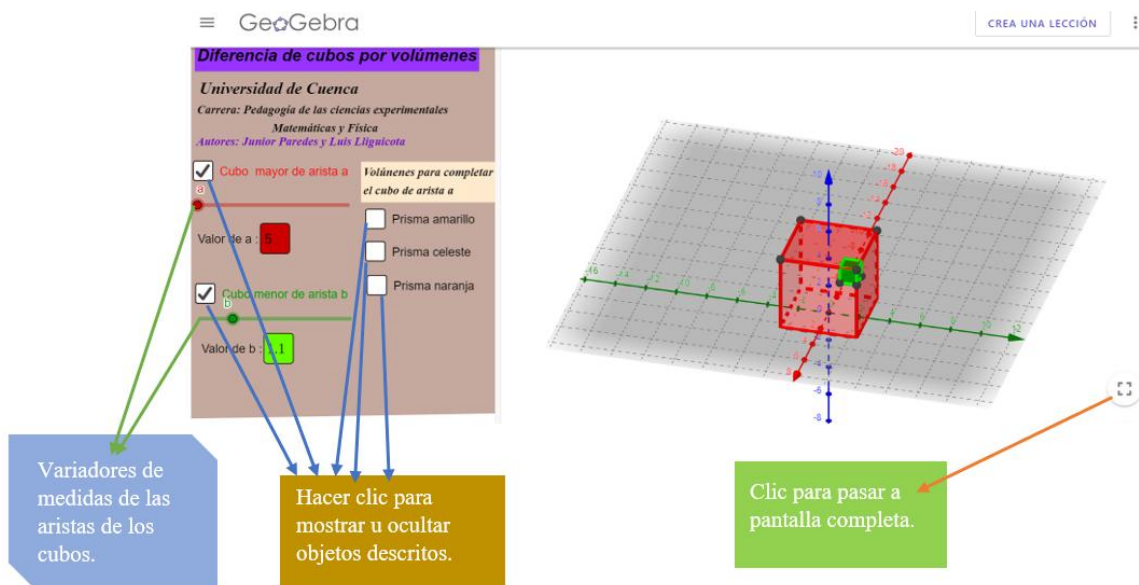 GeoGebra
CREA UNA LECCIÓN
Diferencia de cubos por volúmenes
Universidad de Cuenca
Carrera: Pedagogía de las ciencias experimentales
Matemáticas y Física
Autores: Junior Paredes y Luis Lliguicota
Cubo mayor de arista a
a
Valor de a : 5
Cubo menor de arista b
b
Valor de b : 1.1
Volúnenes para completar
el cubo de arista a
Prisma amarillo
Prisma celeste
Prisma naranja
Variadores de
medidas de las
aristas de los
cubos.
Hacer clic para
mostrar u ocultar
objetos descritos.
Clic para pasar a
pantalla completa.